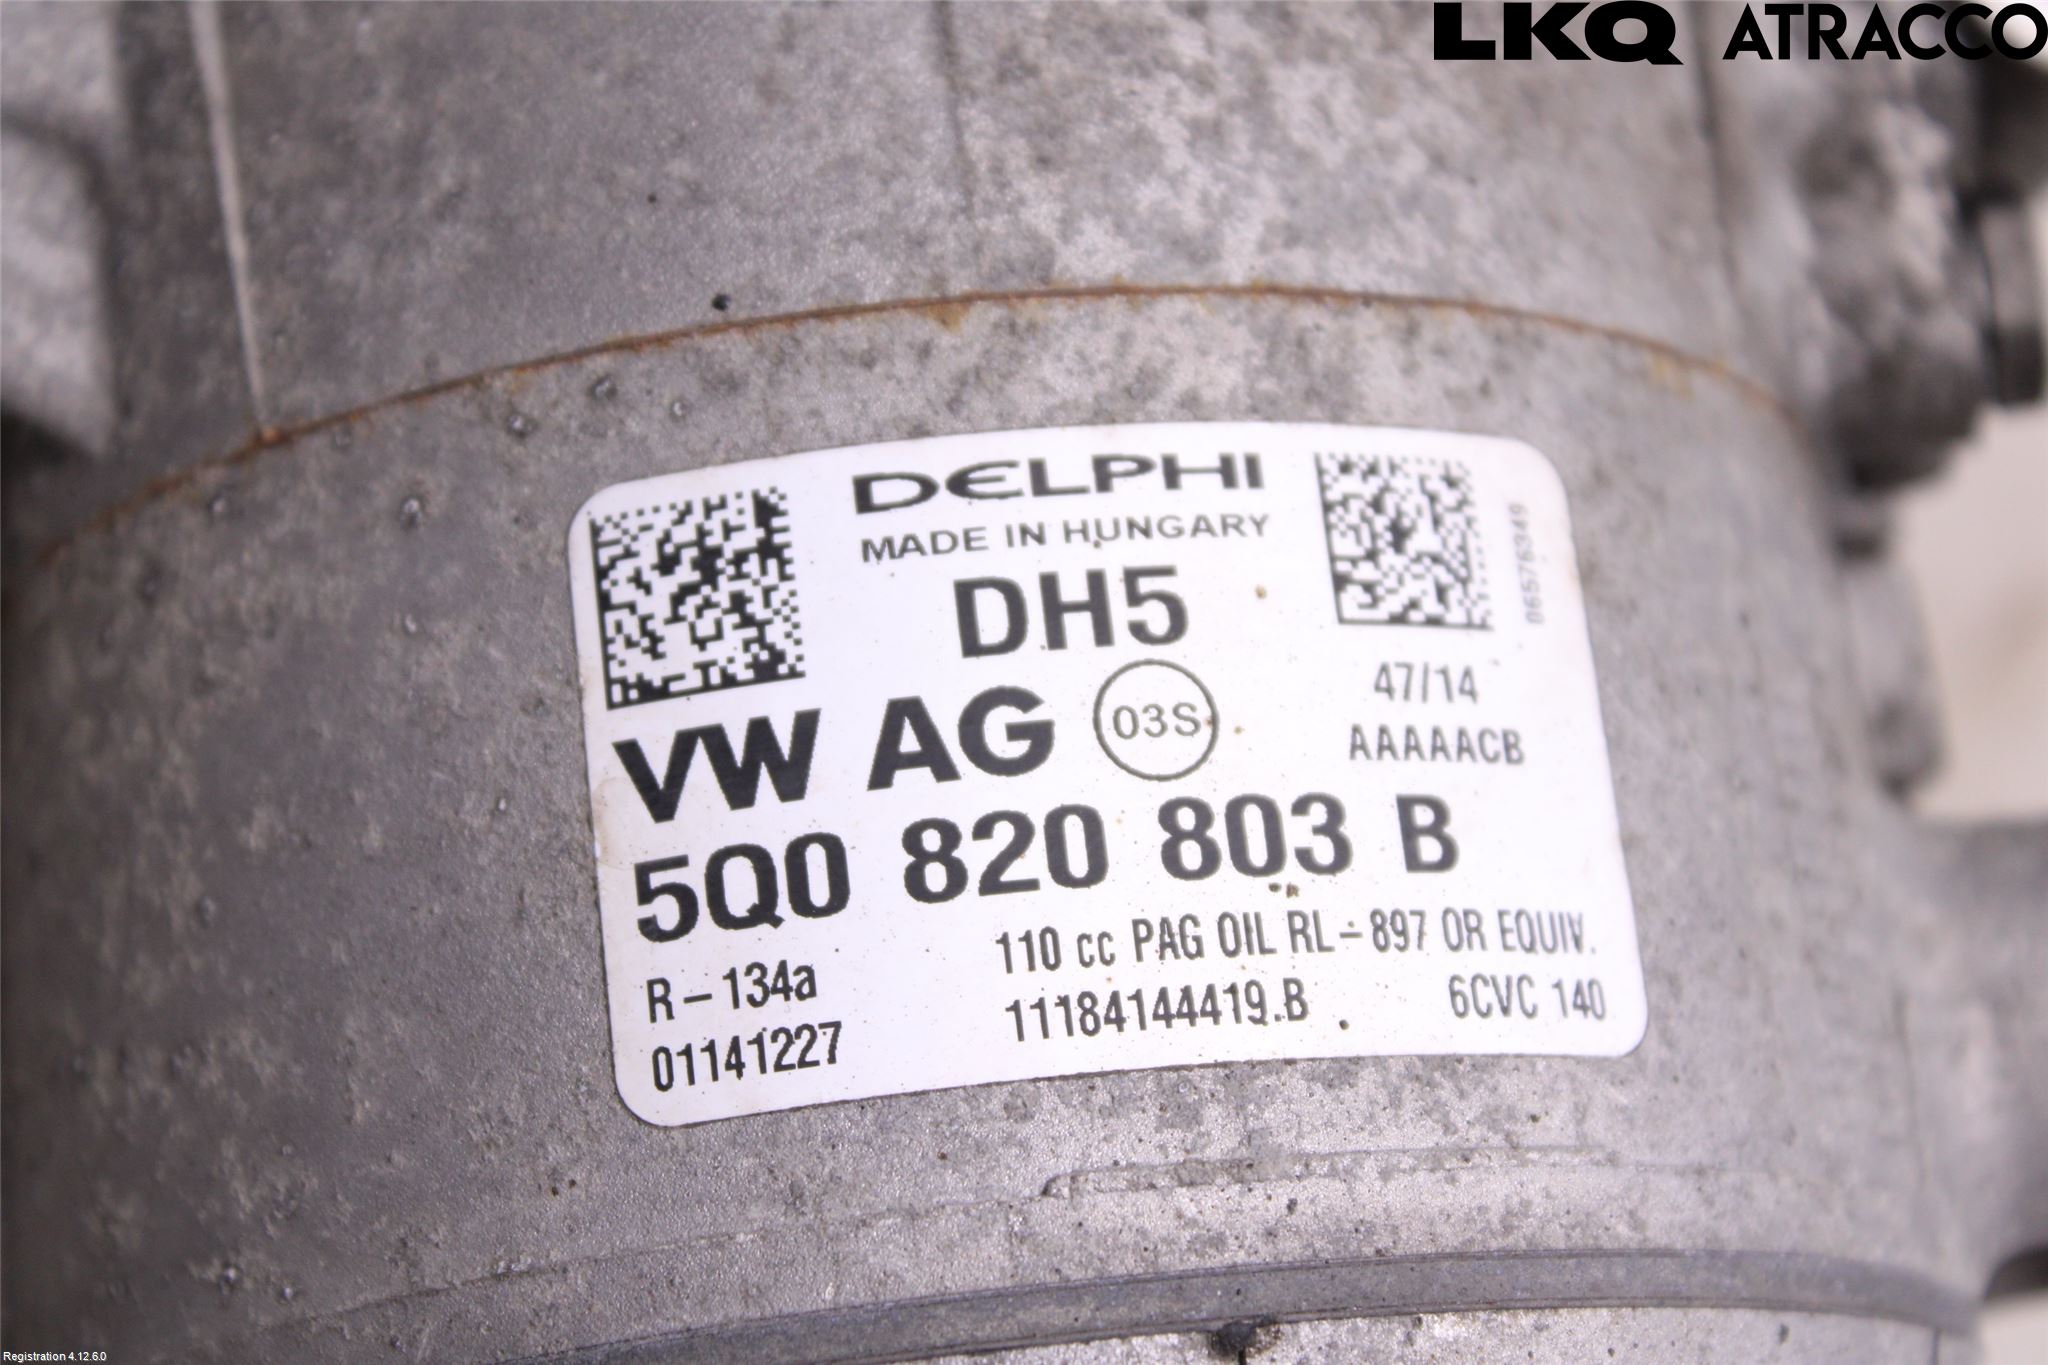 LKQ ATRACCO
DELPHI
MADE IN HUNGARY
DH5
06576349
47/14
AAAAACB
VW AG 03S
5Q0 820 803 B
110 cc PAG OIL RL-897 OR EQUIV.
R-134a
11184144419.B
6CVC 140
01141227
Registration 4.12.6.0